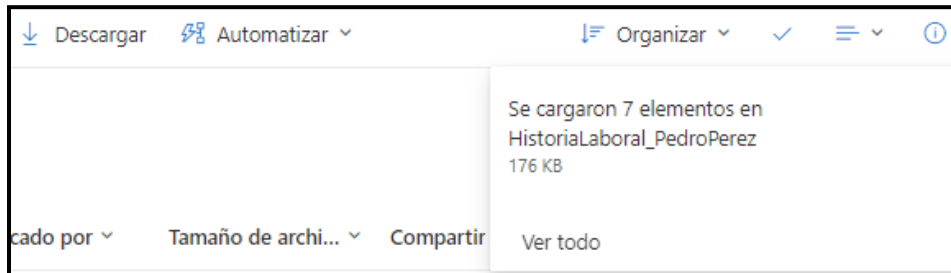 Descargar Automatizar Organizar
Se cargaron 7 elementos en
HistoriaLaboral_PedroPerez
176 KB
cado por Tamaño de archi... Compartir
Ver todo